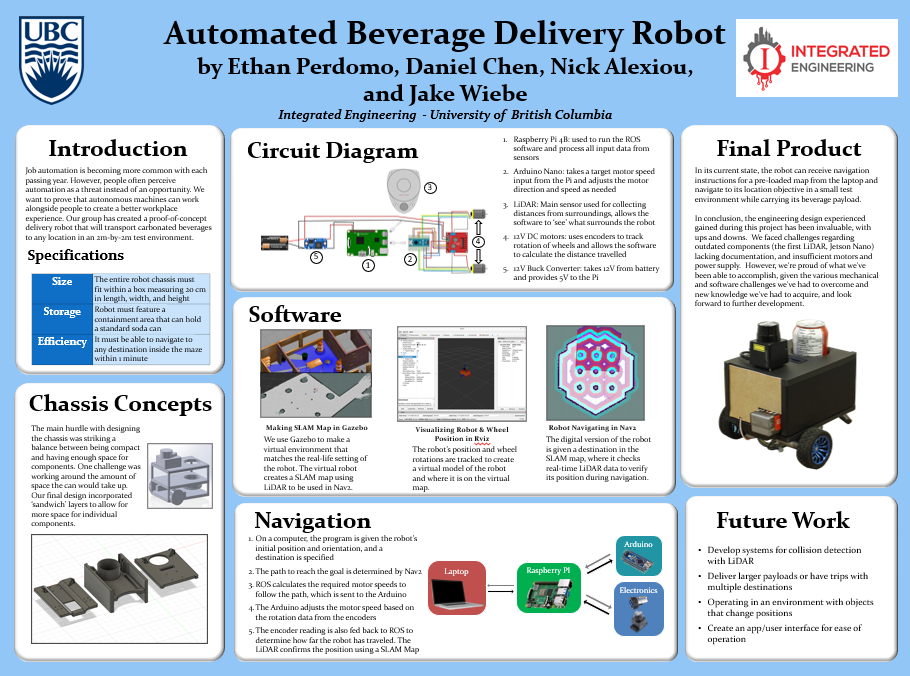 UBC
Automated Beverage Delivery Robot
by Ethan Perdomo, Daniel Chen, Nick Alexiou,
and Jake Wiebe
Integrated Engineering - University of British Columbia
I
INTEGRATED
ENGINEERING
Introduction
Job automation is becoming more common with each
passing year. However, people often perceive
automation as a threat instead of an opportunity. We
want to prove that autonomous machines can work
alongside people to create a better workplace
experience. Our group has created a proof-of-concept
delivery robot that will transport carbonated beverages
to any location in an 2m-by-2m test environment.
Specifications
Size
The entire robot chassis must
fit within a box measuring 20 cm
in length, width, and height
Storage
Robot must feature a
containment area that can hold
a standard soda can
Efficiency
It must be able to navigate to
any destination inside the maze
within 1 minute
Chassis Concepts
The main hurdle with designing
the chassis was striking a
balance between being compact
and having enough space for
components. One challenge was
working around the amount of
space the can would take up.
Our final design incorporated
'sandwich' layers to allow for
more space for individual
components.
Circuit Diagram
3
5
1
2
4
1. Raspberry Pi 4B: used to run the ROS
software and process all input data from
sensors
2. Arduino Nano: takes a target motor speed
input from the Pi and adjusts the motor
direction and speed as needed
3. LiDAR: Main sensor used for collecting
distances from surroundings, allows the
software to 'see' what surrounds the robot
4. 12V DC motors: uses encoders to track
rotation of wheels and allows the software
to calculate the distance travelled
5. 12V Buck Converter: takes 12V from battery
and provides 5V to the Pi
Software
Making SLAM Map in Gazebo
We use Gazebo to make a
virtual environment that
matches the real-life setting of
the robot. The virtual robot
creates a SLAM map using
LiDAR to be used in Nav2.
Visualizing Robot & Wheel
Position in Rviz
The robot's position and wheel
rotations are tracked to create
a virtual model of the robot
and where it is on the virtual
map.
Robot Navigating in Nav2
The digital version of the robot
is given a destination in the
SLAM map, where it checks
real-time LiDAR data to verify
its position during navigation.
Navigation
1. On a computer, the program is given the robot's
initial position and orientation, and a
destination is specified
2. The path to reach the goal is determined by Nav2
3. ROS calculates the required motor speeds to
follow the path, which is sent to the Arduino
4. The Arduino adjusts the motor speed based on
the rotation data from the encoders
5. The encoder reading is also fed back to ROS to
determine how far the robot has traveled. The
LiDAR confirms the position using a SLAM Map
Laptop
Raspberry PI
Arduino
Electronics
Final Product
In its current state, the robot can receive navigation
instructions for a pre-loaded map from the laptop and
navigate to its location objective in a small test
environment while carrying its beverage payload.
In conclusion, the engineering design experienced
gained during this project has been invaluable, with
ups and downs. We faced challenges regarding
outdated components (the first LiDAR, Jetson Nano)
lacking documentation, and insufficient motors and
power supply. However, we're proud of what we've
been able to accomplish, given the various mechanical
and software challenges we've had to overcome and
new knowledge we've had to acquire, and look
forward to further development.
Future Work
• Develop systems for collision detection
with LiDAR
• Deliver larger payloads or have trips with
multiple destinations
• Operating in an environment with objects
that change positions
• Create an app/user interface for ease of
operation